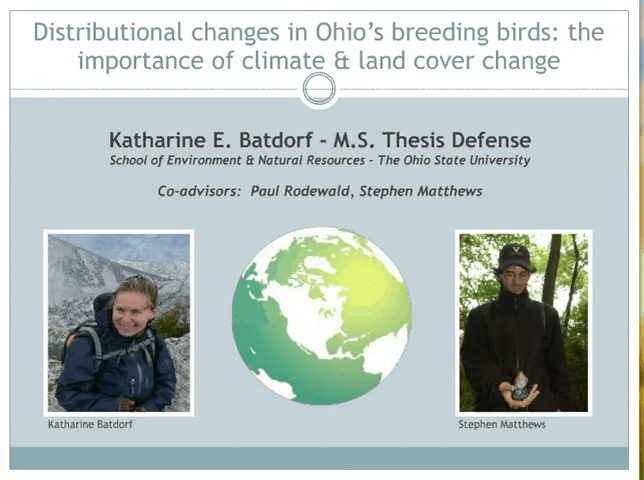 Distributional changes in Ohio's breeding birds: the
importance of climate & land cover change
Katharine E. Batdorf - M.S. Thesis Defense
School of Environment & Natural Resources - The Ohio State University
Co-advisors: Paul Rodewald, Stephen Matthews
Katharine Batdorf
Stephen Matthews